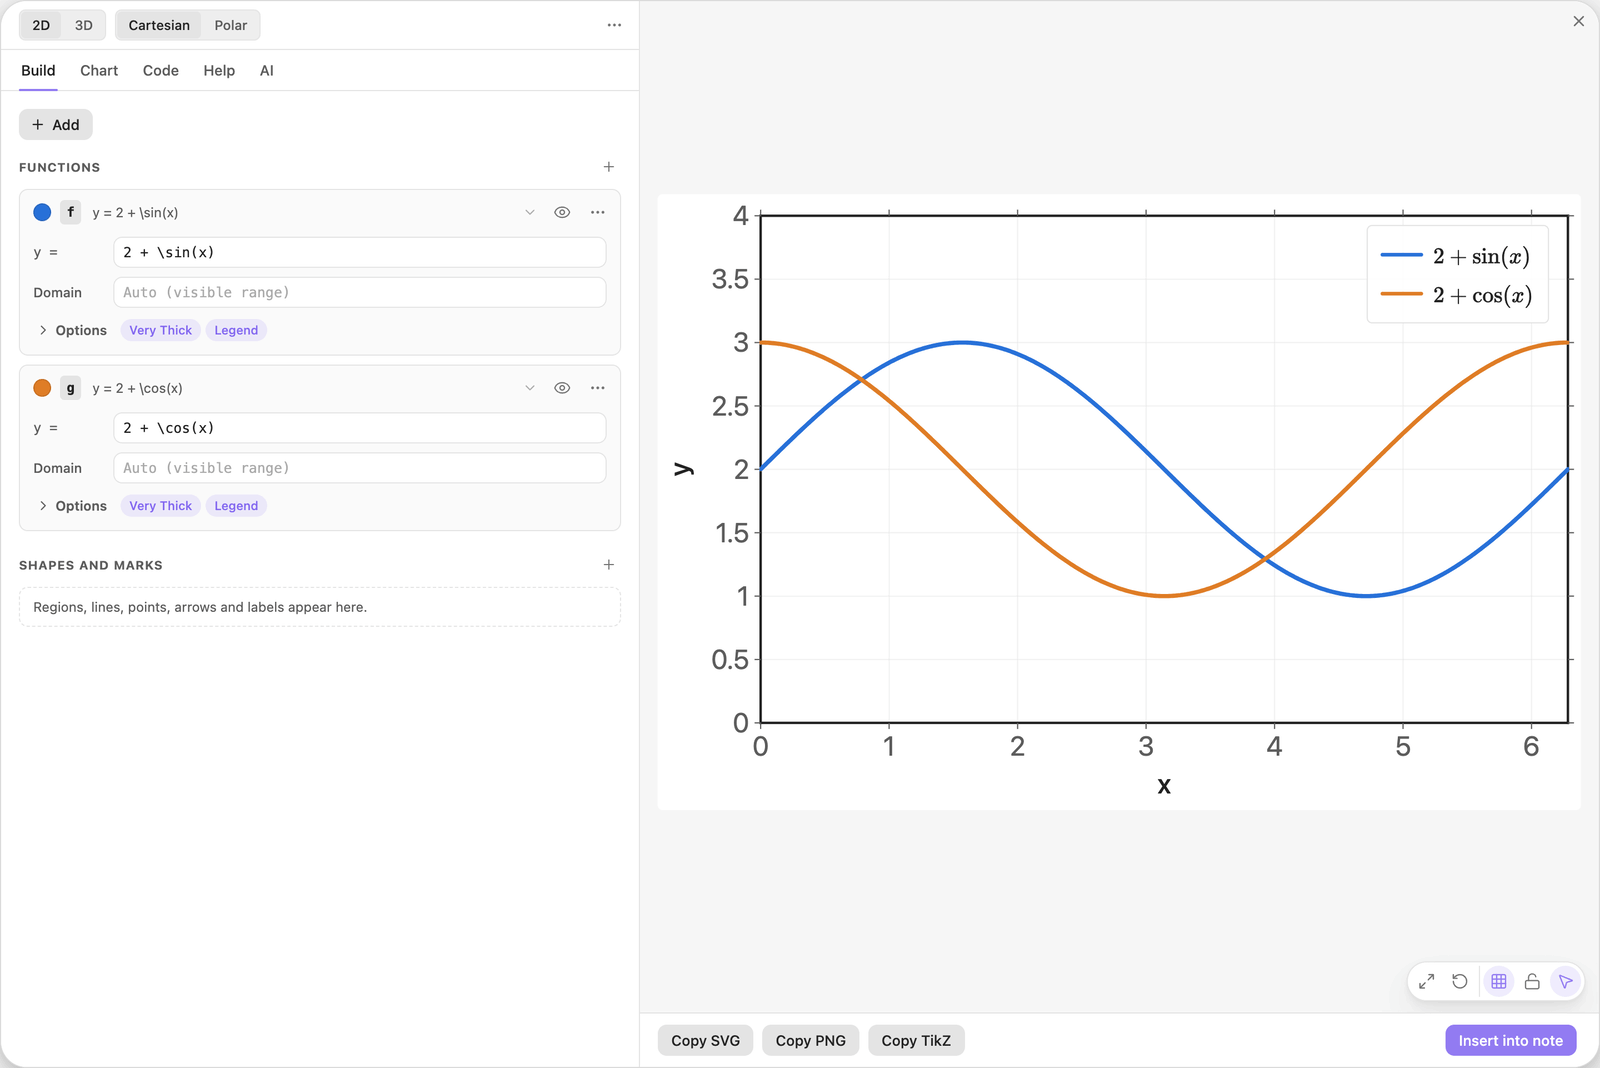 2D 3D Cartesian Polar
Build Chart Code Help AI
+ Add
FUNCTIONS
f y = 2 + \sin(x)
y = 2 + \sin(x)
Domain Auto (visible range)
Options Very Thick Legend
g y = 2 + \cos(x)
y = 2 + \cos(x)
Domain Auto (visible range)
Options Very Thick Legend
SHAPES AND MARKS
Regions, lines, points, arrows and labels appear here.
4
3.5
3
2.5
2
1.5
1
0.5
0
y
0 1 2 3 4 5 6
x
2 + sin(x)
2 + cos(x)
Copy SVG Copy PNG Copy TikZ Insert into note